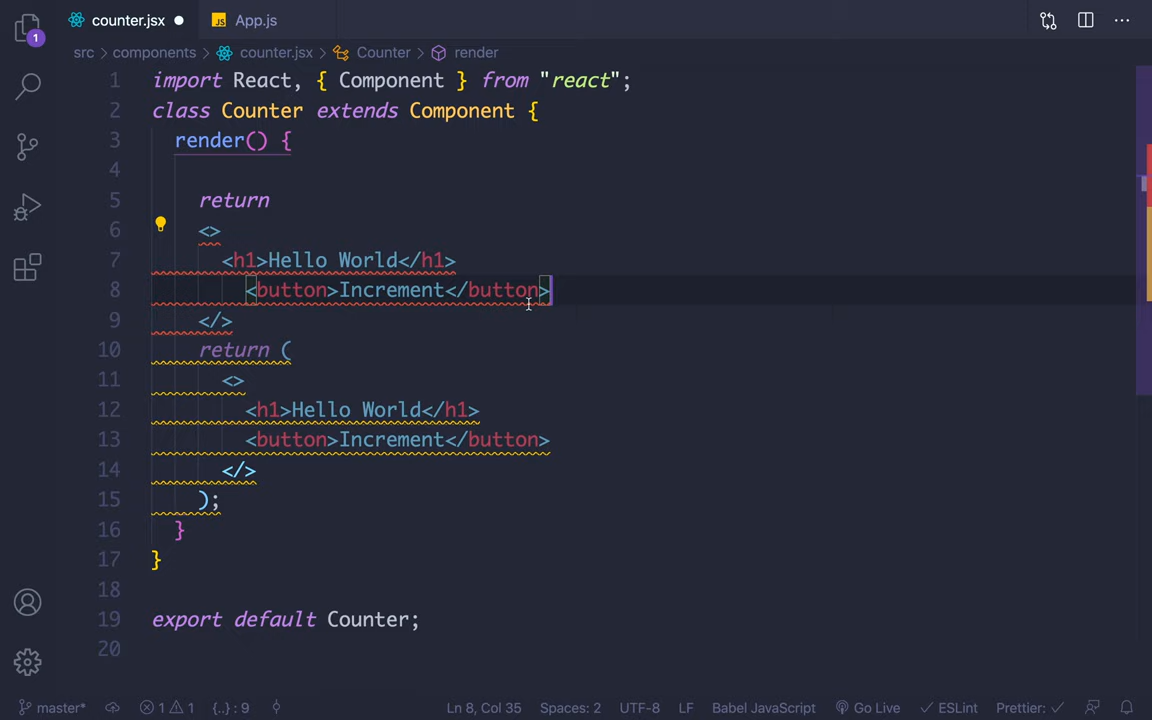 counter.jsx
JS App.js
1
src > components > counter.jsx > Counter > render
1 import React, { Component } from "react";
2 class Counter extends Component {
3 render() {
4
5 return
6 <>
7 <h1>Hello World</h1>
8 <button>Increment</button>
9 </>
10 return (
11 <>
12 <h1>Hello World</h1>
13 <button>Increment</button>
14 </>
15 );
16 }
17 }
18
19 export default Counter;
20
master* 1 1 {..} : 9 Ln 8, Col 35 Spaces: 2 UTF-8 LF Babel JavaScript Go Live ESLint Prettier: